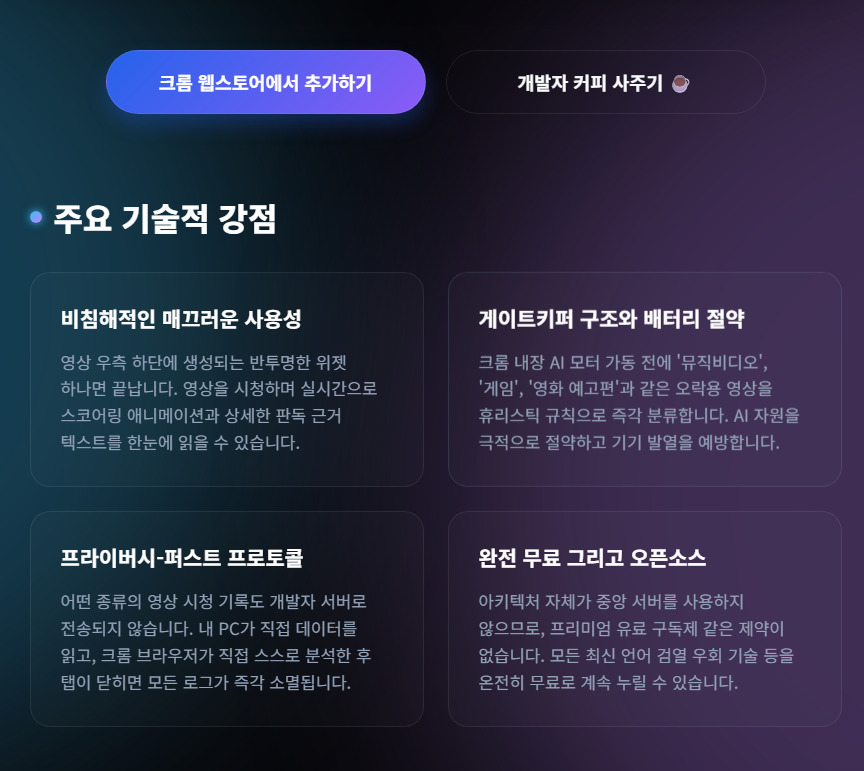 크롬 웹스토어에서 추가하기
개발자 커피 사주기
주요 기술적 강점
비침해적인 매끄러운 사용성
영상 우측 하단에 생성되는 반투명한 위젯
하나면 끝납니다. 영상을 시청하며 실시간으로
스코어링 애니메이션과 상세한 판독 근거
텍스트를 한눈에 읽을 수 있습니다.
게이트키퍼 구조와 배터리 절약
크롬 내장 AI 모터 가동 전에 '뮤직비디오',
'게임', '영화 예고편'과 같은 오락용 영상을
휴리스틱 규칙으로 즉각 분류합니다. AI 자원을
극적으로 절약하고 기기 발열을 예방합니다.
프라이버시-퍼스트 프로토콜
어떤 종류의 영상 시청 기록도 개발자 서버로
전송되지 않습니다. 내 PC가 직접 데이터를
읽고, 크롬 브라우저가 직접 스스로 분석한 후
탭이 닫히면 모든 로그가 즉각 소멸됩니다.
완전 무료 그리고 오픈소스
아키텍처 자체가 중앙 서버를 사용하지
않으므로, 프리미엄 유료 구독제 같은 제약이
없습니다. 모든 최신 언어 검열 우회 기술 등을
온전히 무료로 계속 누릴 수 있습니다.